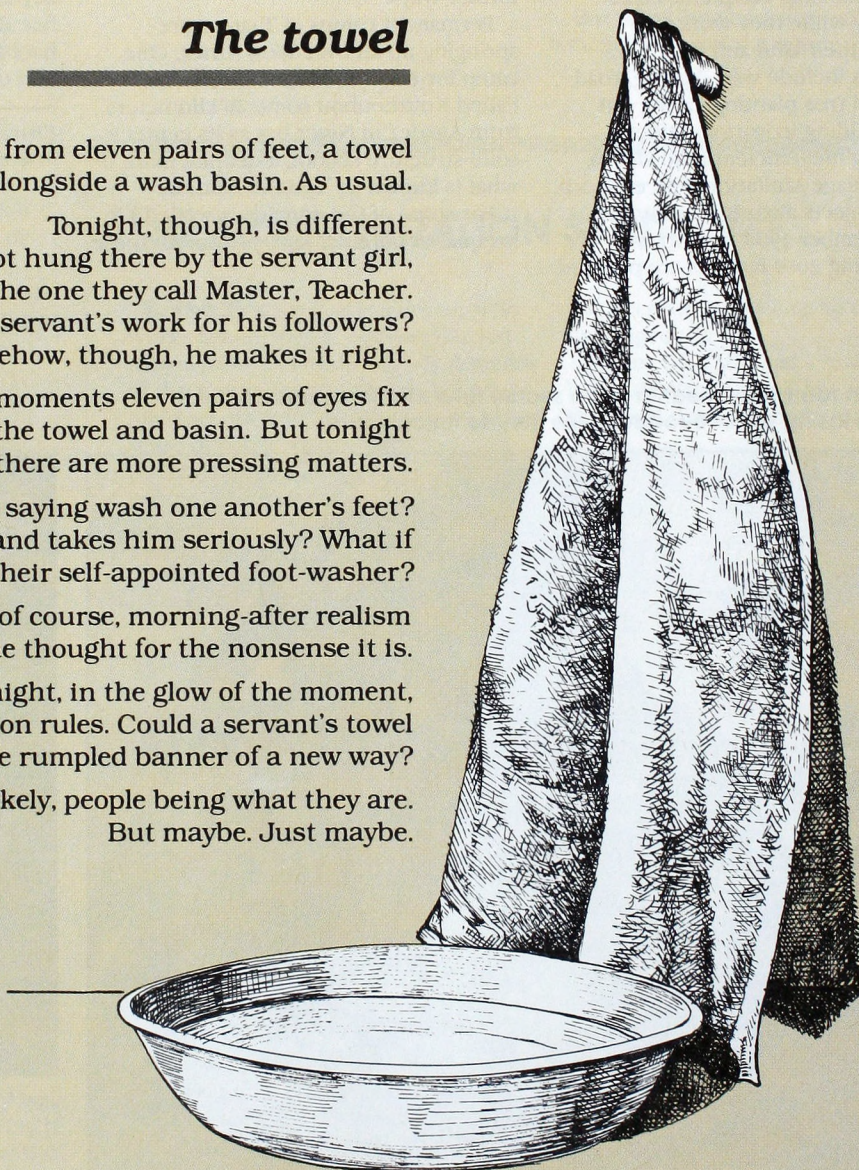 The towel
from eleven pairs of feet, a towel
longside a wash basin. As usual.
Tonight, though, is different.
ot hung there by the servant girl,
he one they call Master, Teacher.
servant's work for his followers?
ehow, though, he makes it right.
moments eleven pairs of eyes fix
the towel and basin. But tonight
there are more pressing matters.
saying wash one another's feet?
and takes him seriously? What if
heir self-appointed foot-washer?
of course, morning-after realism
e thought for the nonsense it is.
night, in the glow of the moment,
on rules. Could a servant's towel
e rumpled banner of a new way?
kely, people being what they are.
But maybe. Just maybe.